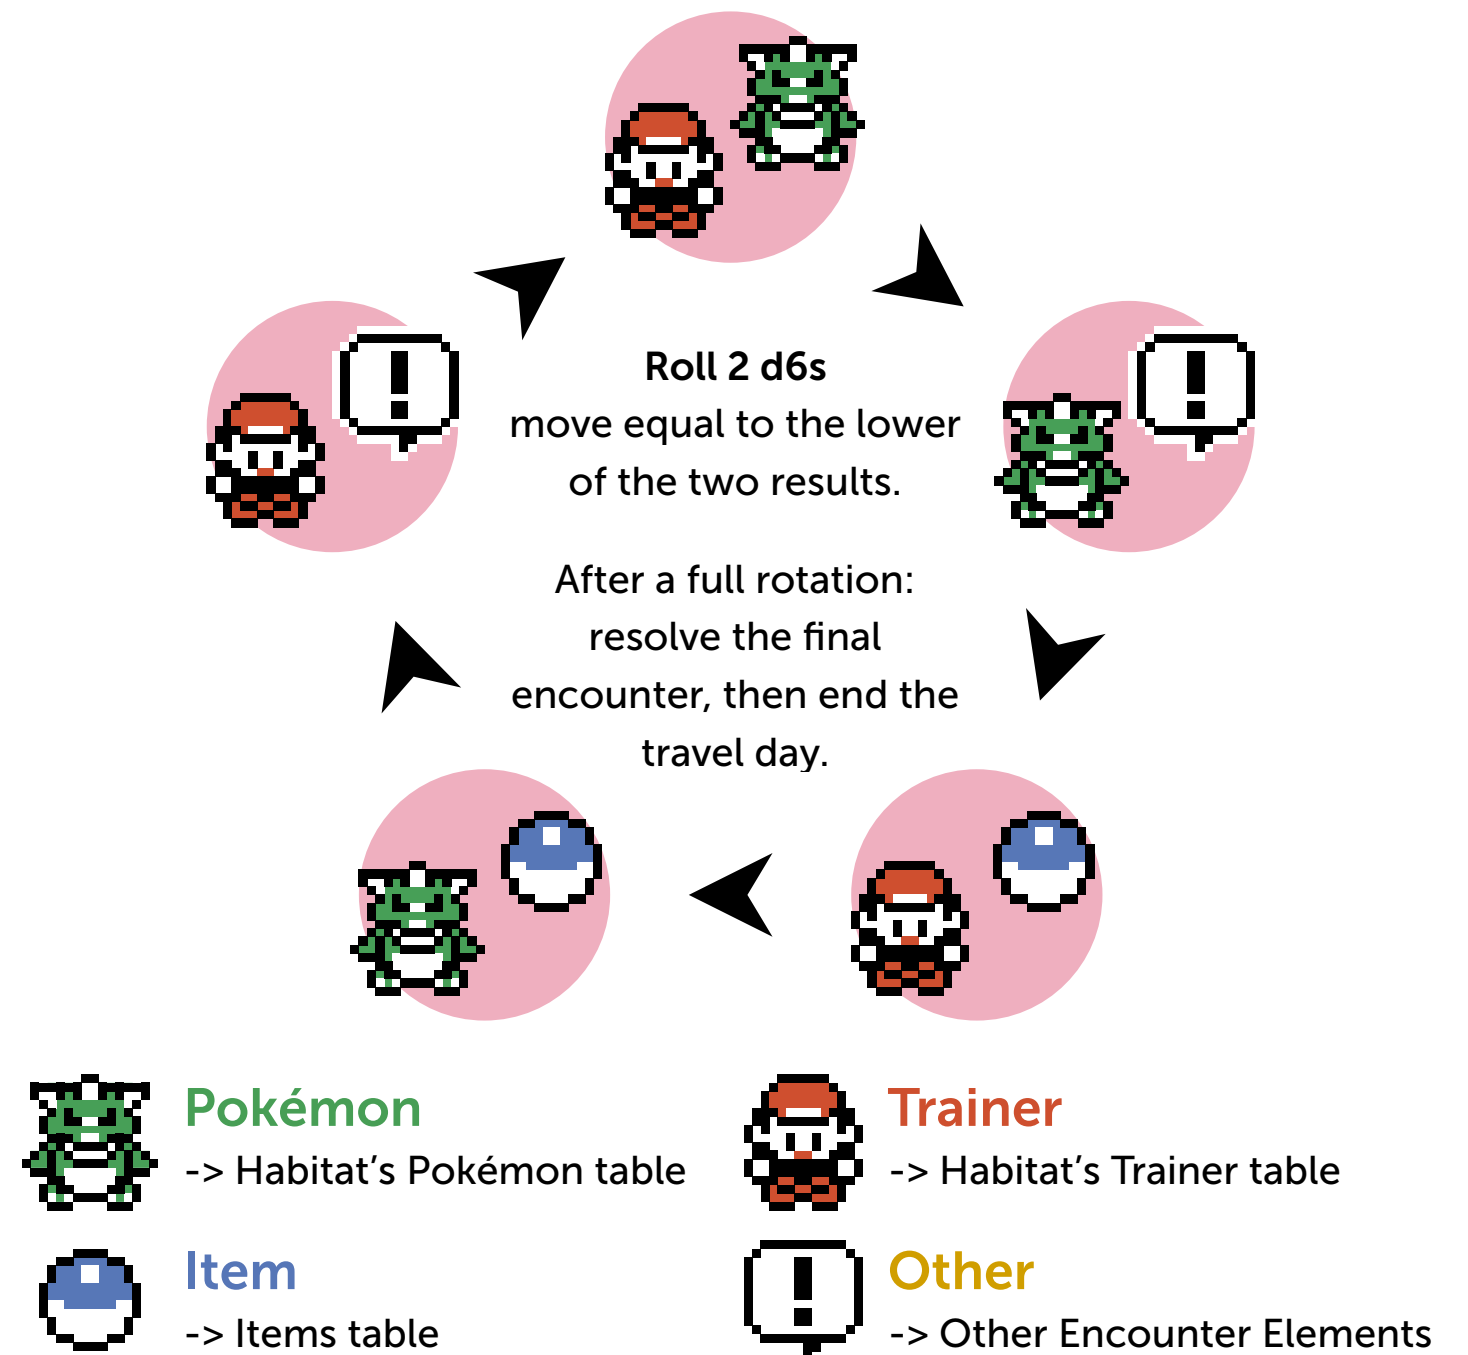 Roll 2 d6s
move equal to the lower
of the two results.
After a full rotation:
resolve the final
encounter, then end the
travel day.
Pokémon
-> Habitat’s Pokémon table
Trainer
-> Habitat’s Trainer table
Item
-> Items table
Other
-> Other Encounter Elements